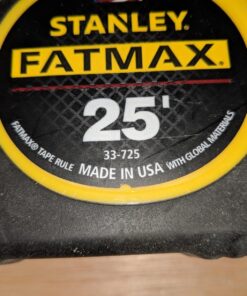 STANLEY
FATMAX
25'
33-725
FATMAX® TAPE RULE MADE IN USA WITH GLOBAL MATERIALS